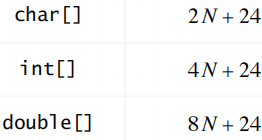 char[] 2N + 24
int[] 4N + 24
double[] 8N + 24